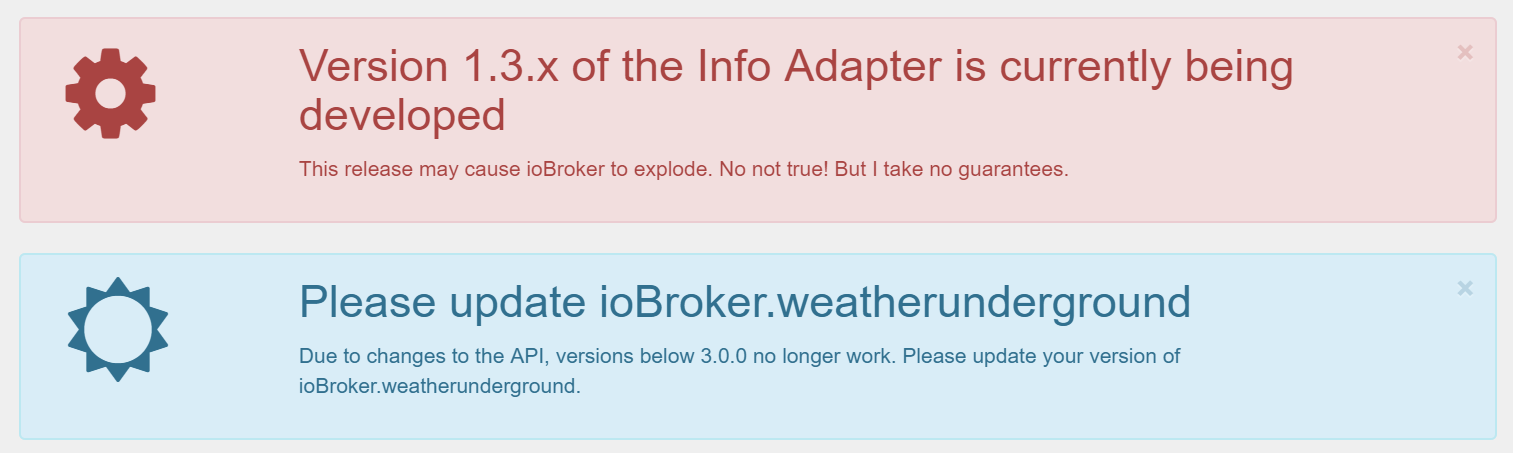 Version 1.3.x of the Info Adapter is currently being
developed
This release may cause ioBroker to explode. No not true! But I take no guarantees.
Please update ioBroker.weatherunderground
Due to changes to the API, versions below 3.0.0 no longer work. Please update your version of
ioBroker.weatherunderground.